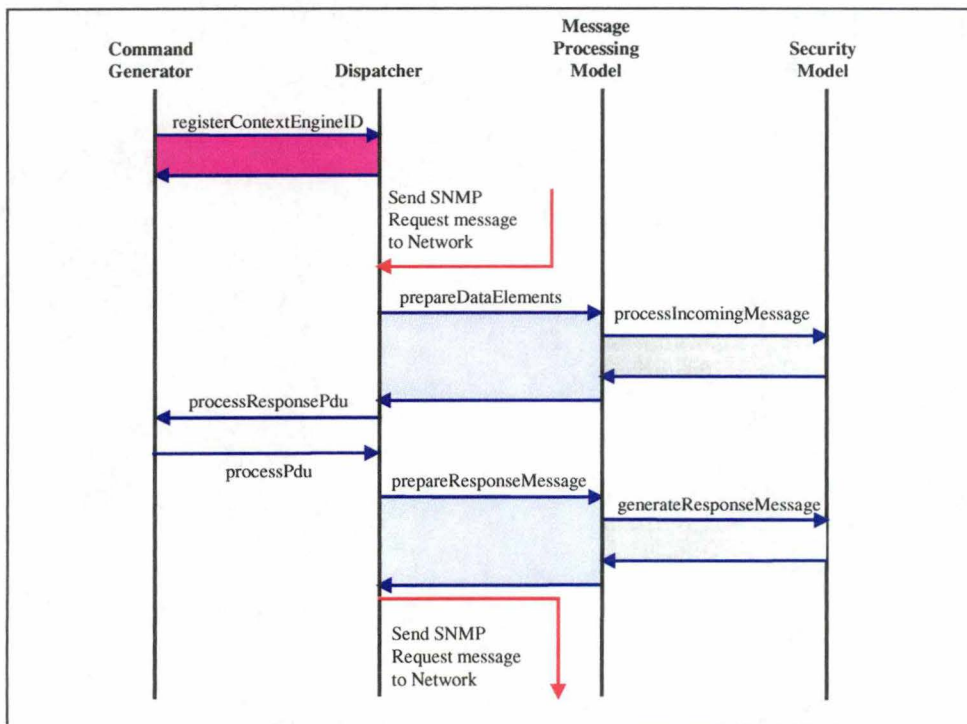 Command
Generator
Dispatcher
Message
Processing
Model
Security
Model
registerContextEngineID
Send SNMP
Request message
to Network
prepareDataElements
processIncomingMessage
processResponsePdu
processPdu
prepareResponseMessage
generateResponseMessage
Send SNMP
Request message
to Network